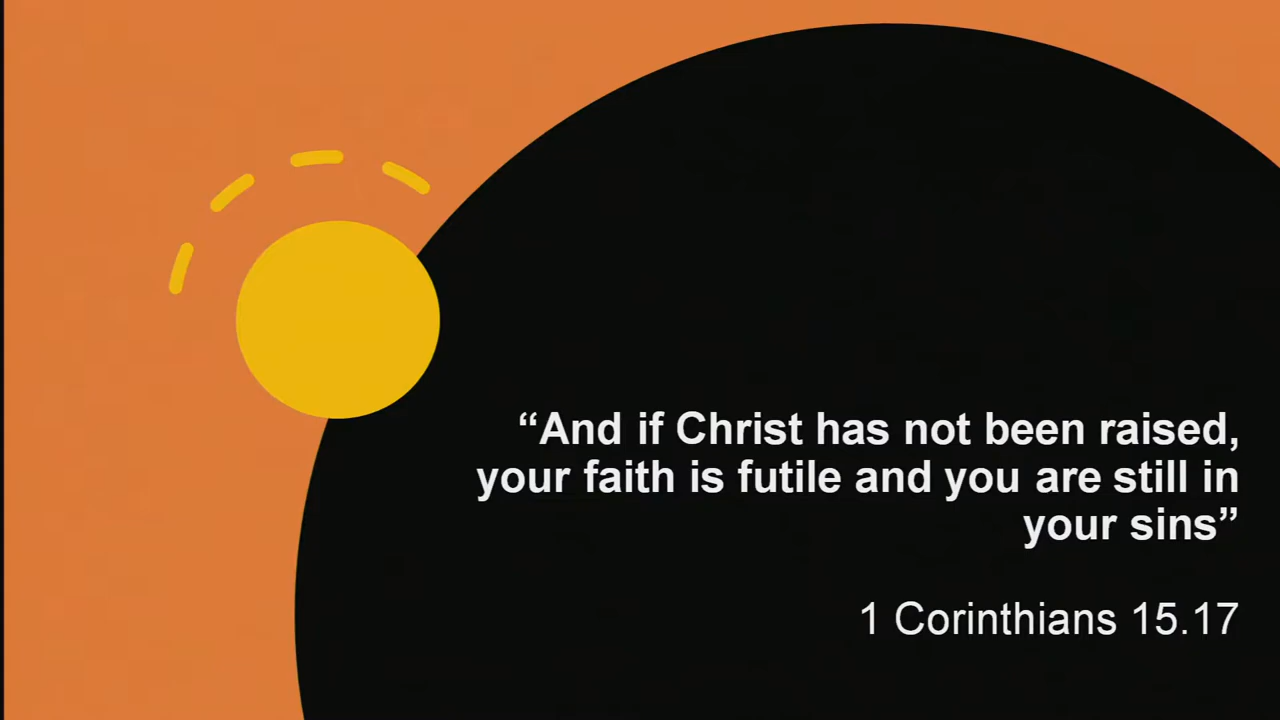 “And if Christ has not been raised,
your faith is futile and you are still in
your sins”
1 Corinthians 15.17